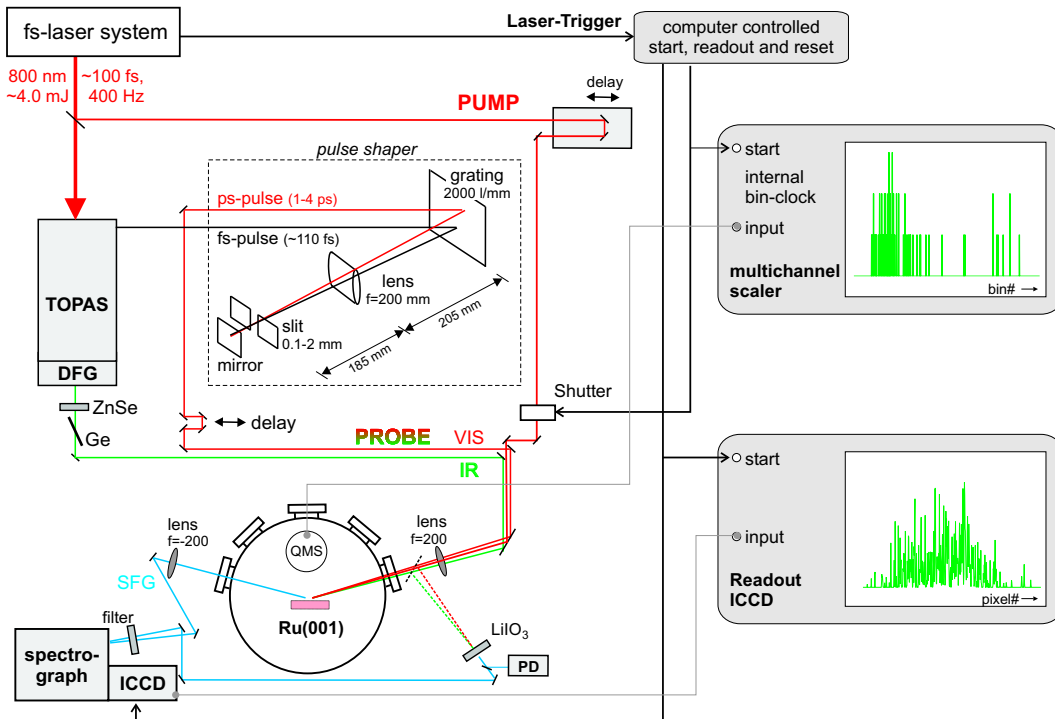 fs-laser system
Laser-Trigger
computer controlled
start, readout and reset
800 nm
~4.0 mJ
~100 fs,
400 Hz
PUMP
delay
pulse shaper
grating
2000 l/mm
ps-pulse (1-4 ps)
fs-pulse (~110 fs)
lens
f=200 mm
slit
0.1-2 mm
mirror
205 mm
185 mm
TOPAS
DFG
ZnSe
Ge
delay
Shutter
PROBE VIS
IR
start
internal
bin-clock
input
multichannel
scaler
bin#
start
input
Readout
ICCD
pixel#
lens
f=-200
QMS
lens
f=200
SFG
Ru(001)
filter
LiIO3
PD
spectro-
graph
ICCD